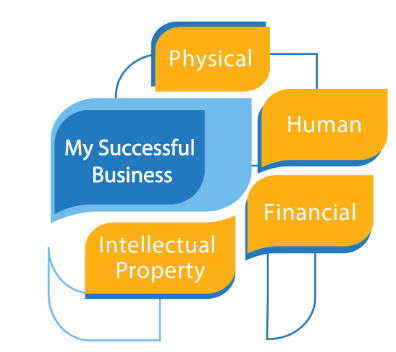 Physical
Human
My Successful
Business
Financial
Intellectual
Property